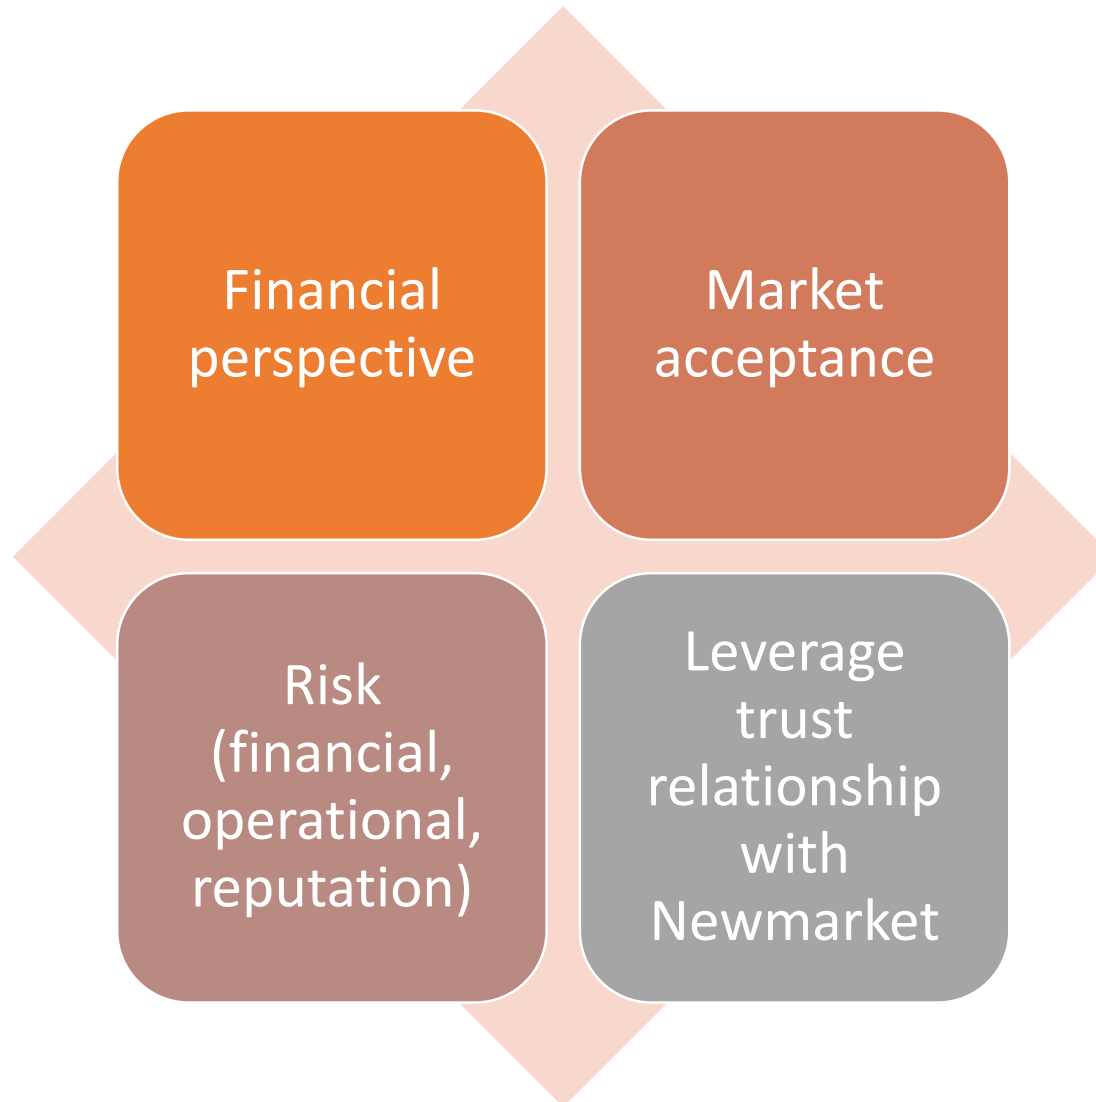 Financial
perspective
Market
acceptance
Risk
(financial,
operational,
reputation)
Leverage
trust
relationship
with
Newmarket